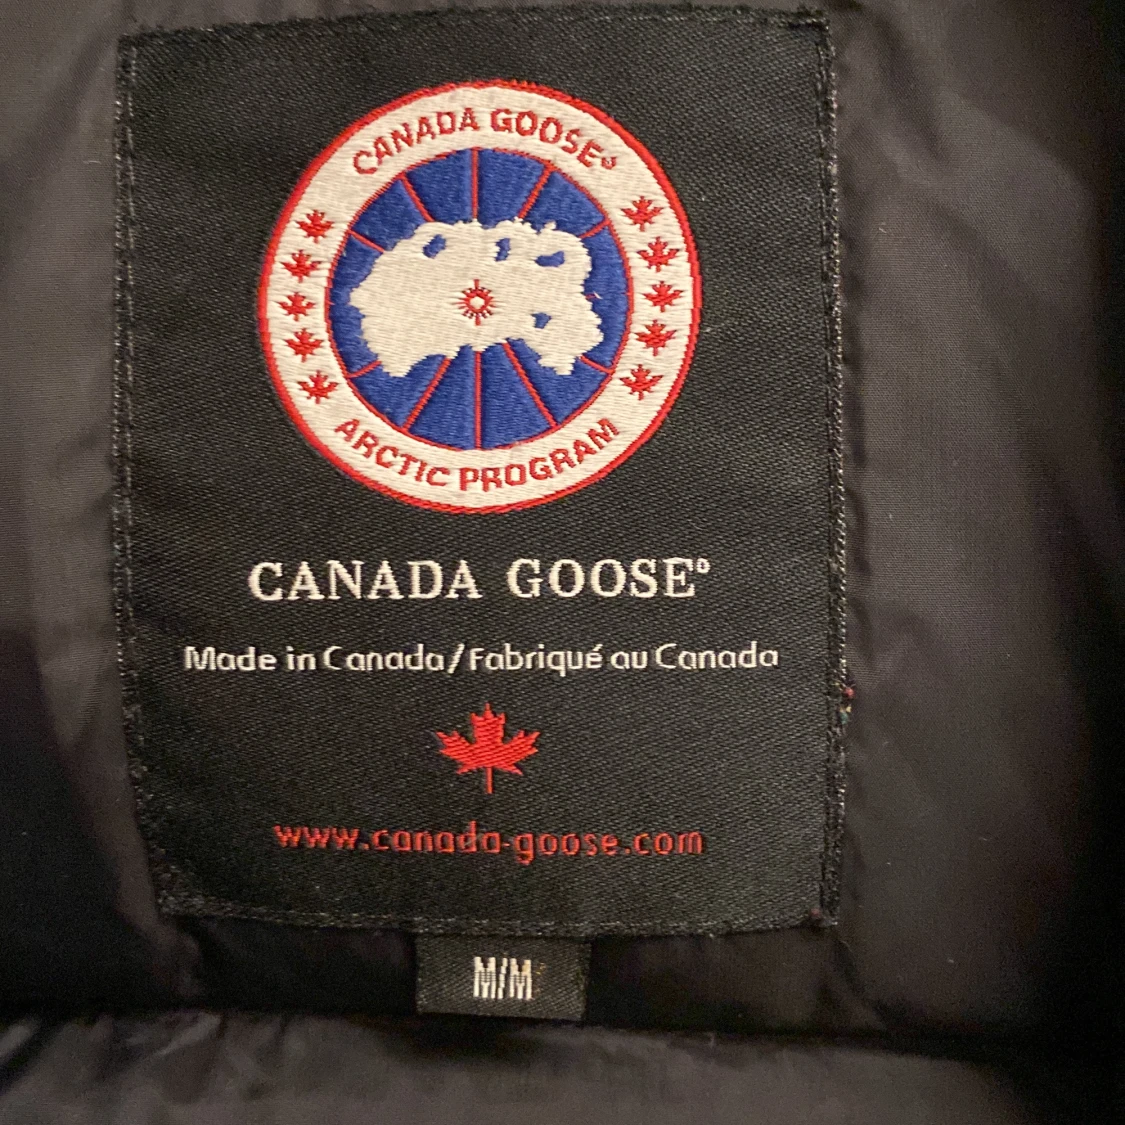 CANADA GOOSE®
ARCTIC PROGRAM
CANADA GOOSE®
Made in Canada/Fabriqué au Canada
www.canada-goose.com
M/M